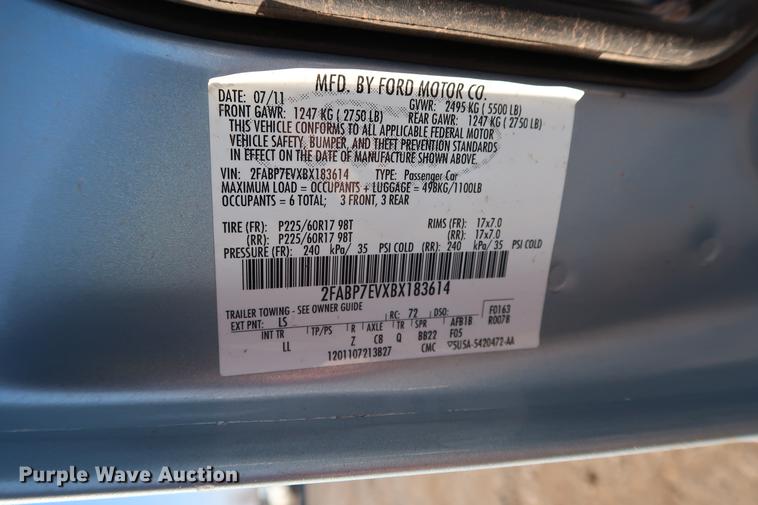 MFD. BY FORD MOTOR CO.
DATE: 07/11 GVWR: 2495 KG ( 5500 LB)
FRONT GAWR: 1247 KG ( 2750 LB) REAR GAWR: 1247 KG ( 2750 LB)
THIS VEHICLE CONFORMS TO ALL APPLICABLE FEDERAL MOTOR
VEHICLE SAFETY, BUMPER, AND THEFT PREVENTION STANDARDS
IN EFFECT ON THE DATE OF MANUFACTURE SHOWN ABOVE.
VIN: 2FABP7EVXBX183614 TYPE: Passenger Car
MAXIMUM LOAD = OCCUPANTS + LUGGAGE = 498KG/1100LB
OCCUPANTS = 6 TOTAL; 3 FRONT, 3 REAR
TIRE (FR): P225/60R17 98T RIMS (FR): 17x7.0
(RR): P225/60R17 98T (RR): 17x7.0
PRESSURE (FR): 240 kPa/ 35 PSI COLD (RR): 240 kPa/ 35 PSI COLD
2FABP7EVXBX183614
TRAILER TOWING - SEE OWNER GUIDE
EXT PNT: LS RC: 72 DSO: F0163
INT TR TP/PS R AXLE TR SPR AFB1B R0078
LL Z C8 Q BB22 F05
1201107213B27 CMC 5USA-5420472-AA
Purple Wave Auction